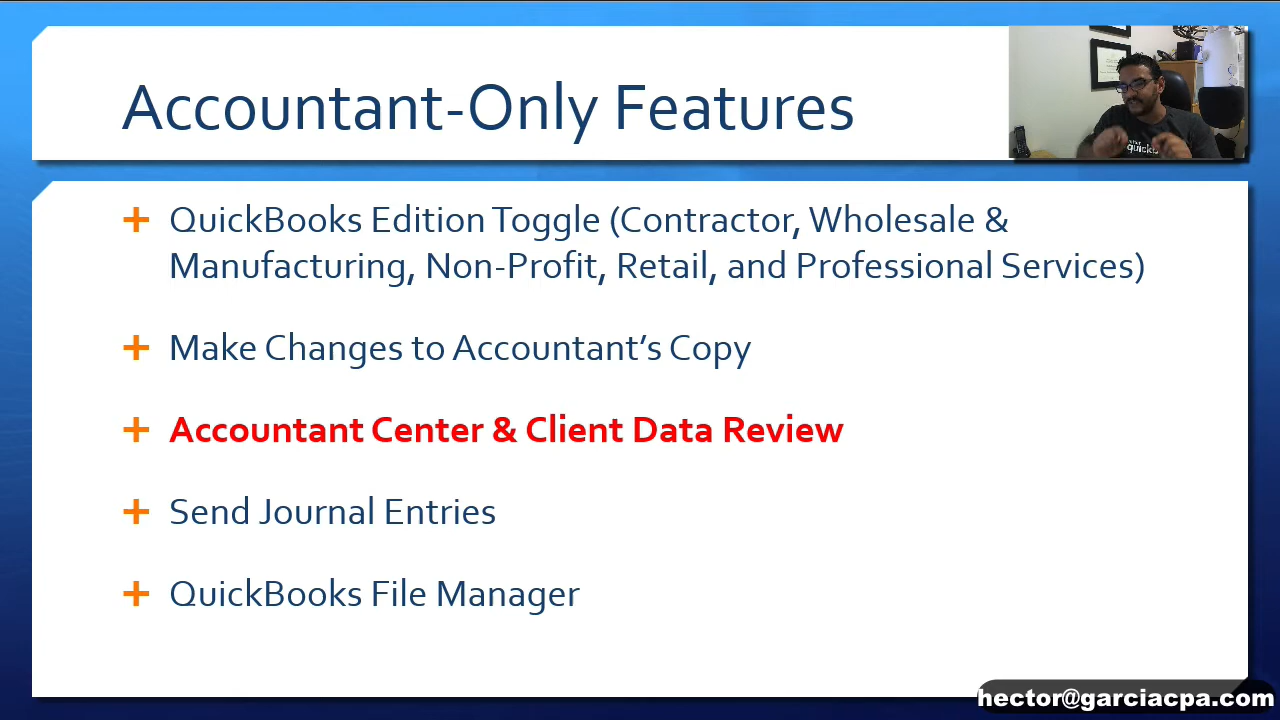 Accountant-Only Features
QuickBooks Edition Toggle (Contractor, Wholesale &
Manufacturing, Non-Profit, Retail, and Professional Services)
Make Changes to Accountant’s Copy
Accountant Center & Client Data Review
Send Journal Entries
QuickBooks File Manager
hector@garciacpa.com